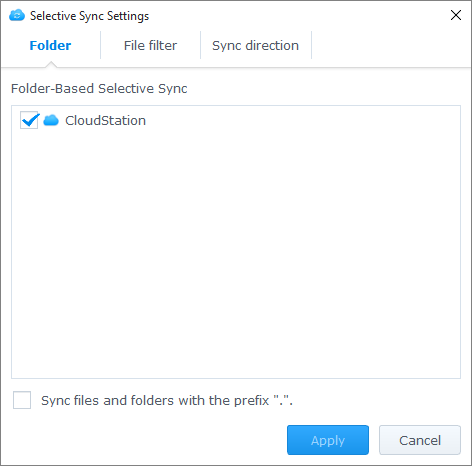 Selective Sync Settings
Folder
File filter
Sync direction
Folder-Based Selective Sync
CloudStation
Sync files and folders with the prefix ".".
Apply
Cancel